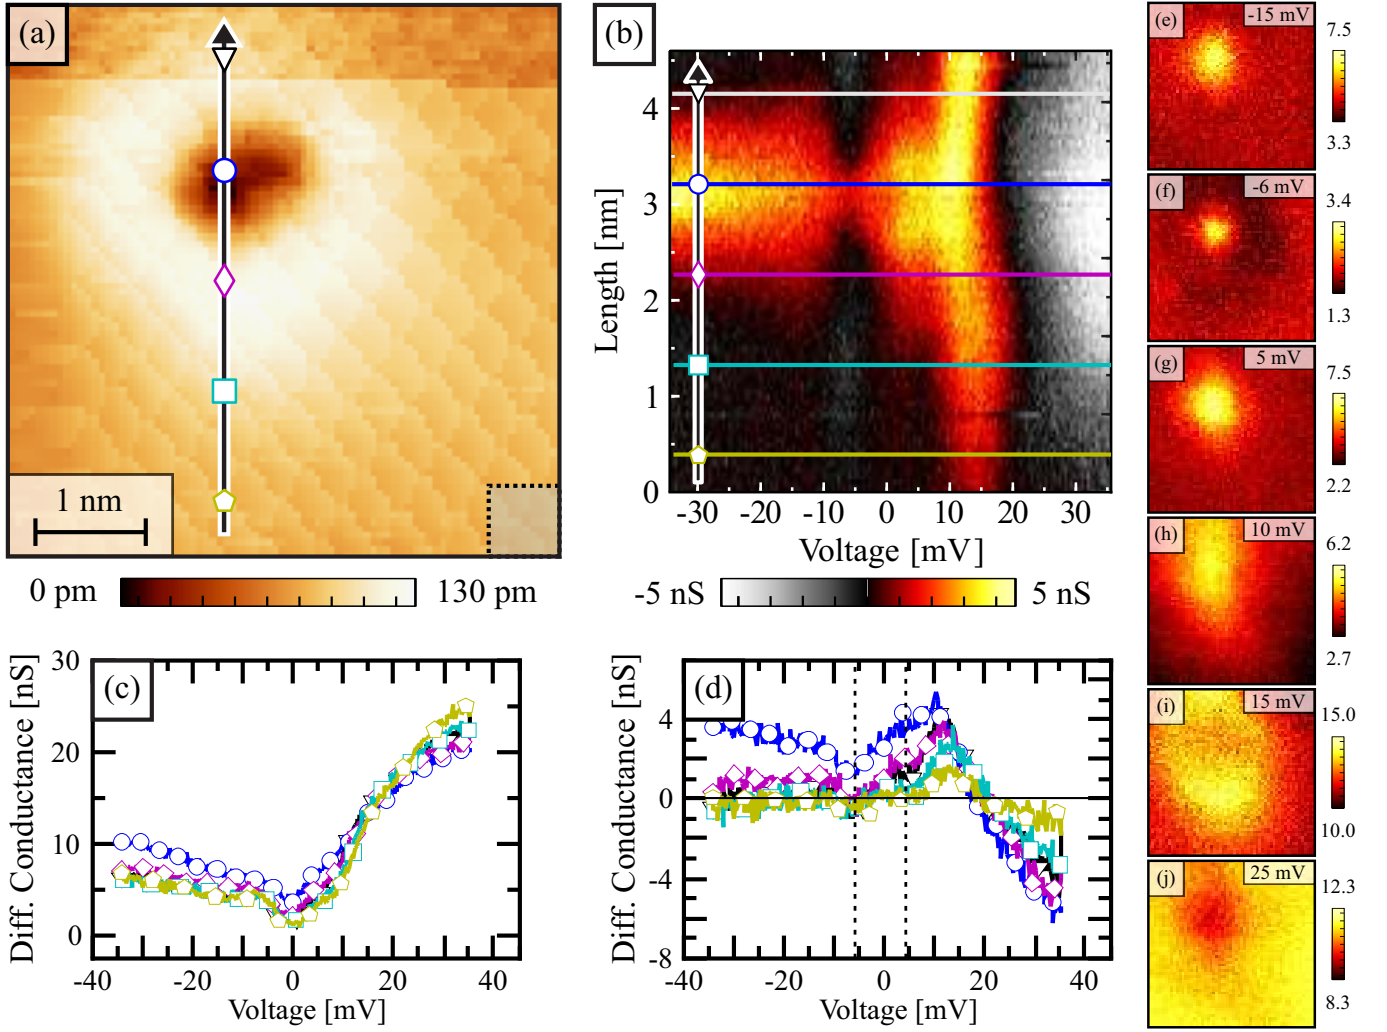 (a)
1 nm
0 pm
130 pm
(b)
Length [nm]
4
3
2
1
0
-30
-20
-10
0
10
20
30
Voltage [mV]
-5 nS
5 nS
(c)
Diff. Conductance [nS]
30
20
10
0
-40
-20
0
20
40
Voltage [mV]
(d)
Diff. Conductance [nS]
4
0
-4
-8
-40
-20
0
20
40
Voltage [mV]
(e)
-15 mV
7.5
3.3
(f)
-6 mV
3.4
1.3
(g)
5 mV
7.5
2.2
(h)
10 mV
6.2
2.7
(i)
15 mV
15.0
10.0
(j)
25 mV
12.3
8.3